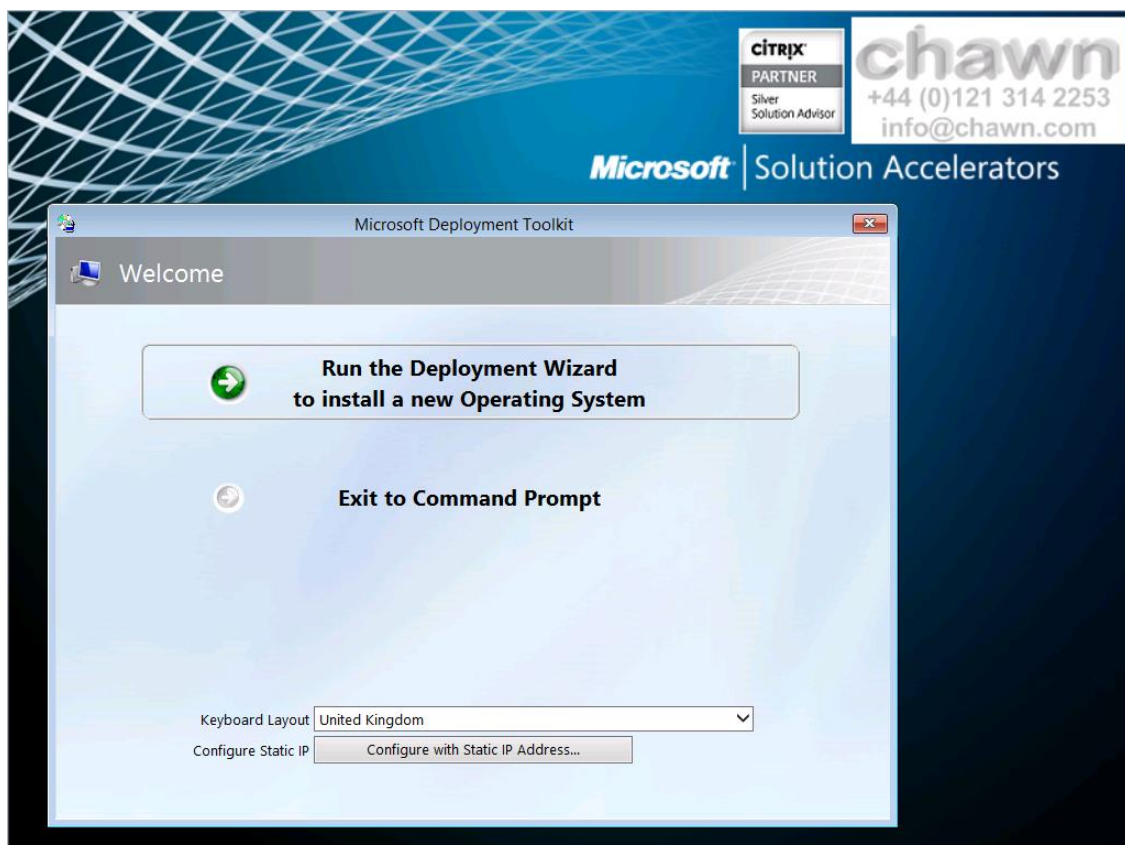 CITRIX
PARTNER
Silver
Solution Advisor
chawn
+44 (0)121 314 2253
info@chawn.com
Microsoft | Solution Accelerators
Microsoft Deployment Toolkit
Welcome
Run the Deployment Wizard
to install a new Operating System
Exit to Command Prompt
Keyboard Layout United Kingdom
Configure Static IP Configure with Static IP Address...